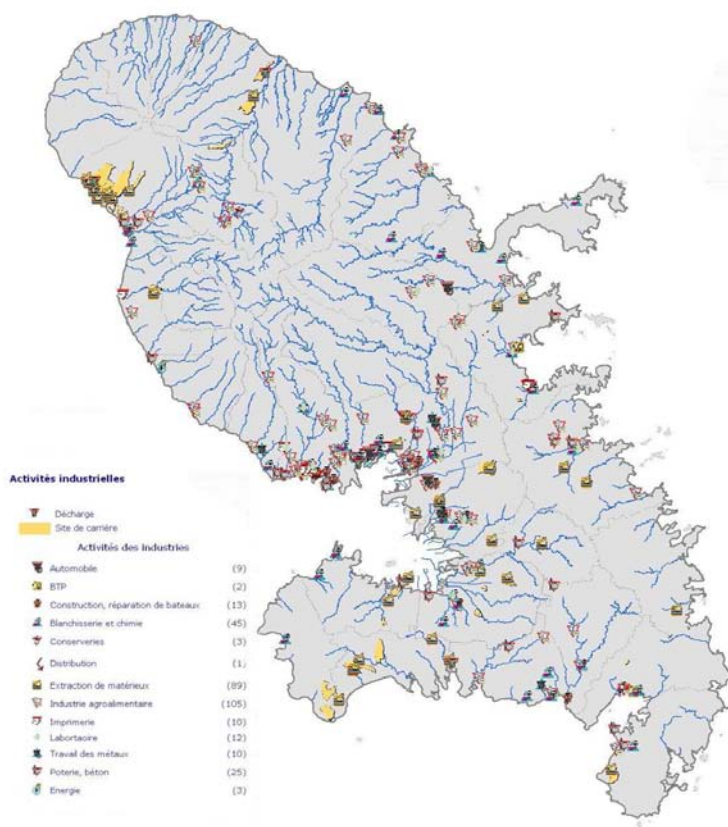 Activités industrielles
Décharge
Site de carrière
Activités des industries
Automobile (9)
BTP (2)
Construction, réparation de bateaux (13)
Blanchisserie et chimie (45)
Conserveries (3)
Distribution (1)
Extraction de matérieux (89)
Industrie agroalimentaire (105)
Imprimerie (10)
Labortaoire (12)
Travail des métaux (10)
Poterie, béton (25)
Energie (3)